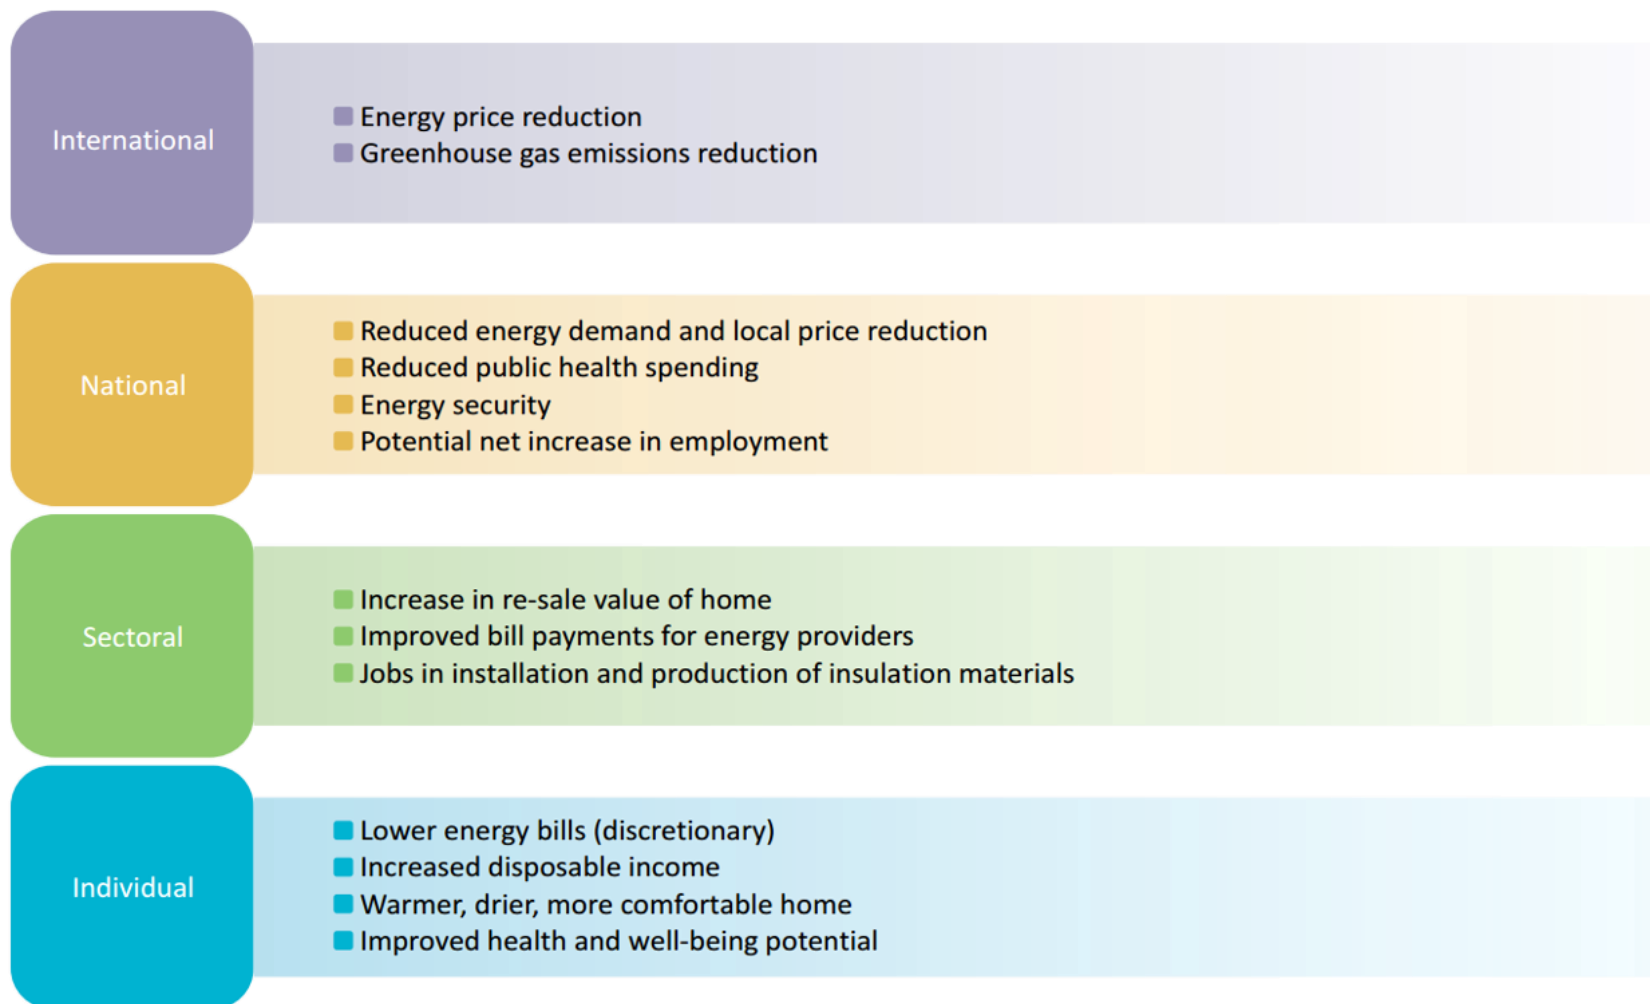 International
Energy price reduction
Greenhouse gas emissions reduction
National
Reduced energy demand and local price reduction
Reduced public health spending
Energy security
Potential net increase in employment
Sectoral
Increase in re-sale value of home
Improved bill payments for energy providers
Jobs in installation and production of insulation materials
Individual
Lower energy bills (discretionary)
Increased disposable income
Warmer, drier, more comfortable home
Improved health and well-being potential